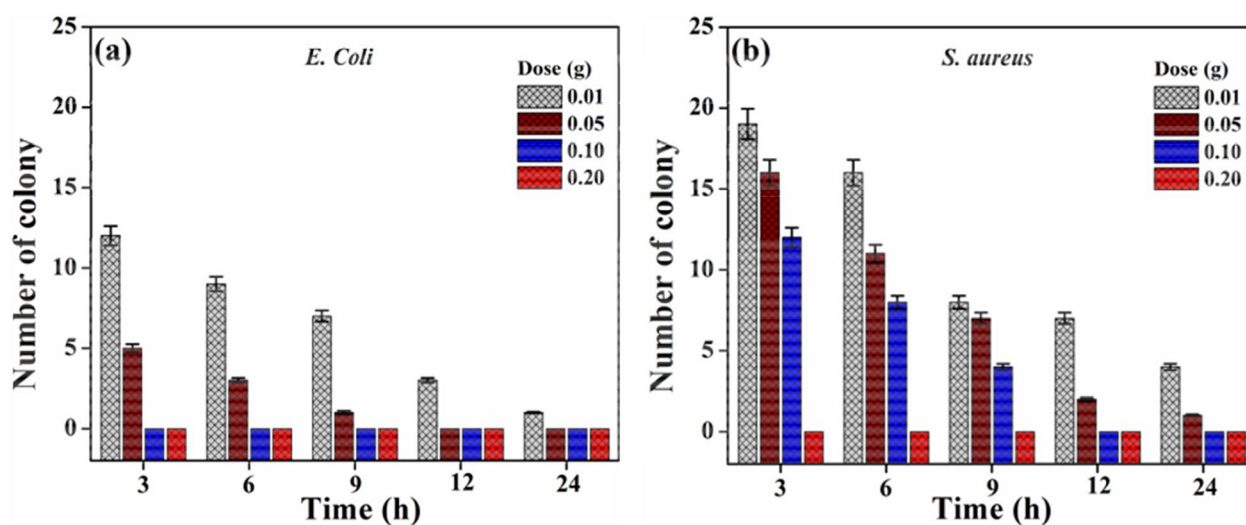 (a)
E. Coli
Dose (g)
0.01
0.05
0.10
0.20
25
20
15
10
5
0
Number of colony
3 6 9 12 24
Time (h)
(b)
S. aureus
Dose (g)
0.01
0.05
0.10
0.20
25
20
15
10
5
0
Number of colony
3 6 9 12 24
Time (h)